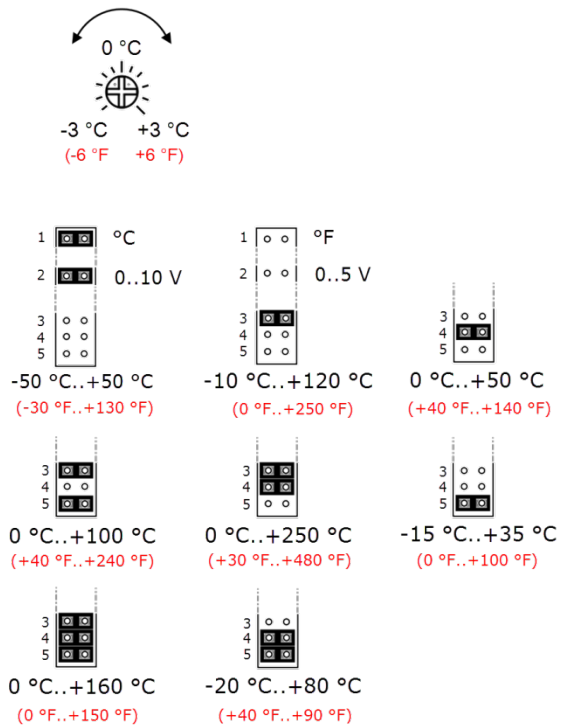 0 °C
-3 °C +3 °C
(-6 °F +6 °F)
1 °C
2 0..10 V
3
4
5
-50 °C..+50 °C
(-30 °F..+130 °F)
1 °F
2 0..5 V
3
4
5
-10 °C..+120 °C
(0 °F..+250 °F)
3
4
5
0 °C..+50 °C
(+40 °F..+140 °F)
3
4
5
0 °C..+100 °C
(+40 °F..+240 °F)
3
4
5
0 °C..+250 °C
(+30 °F..+480 °F)
3
4
5
-15 °C..+35 °C
(0 °F..+100 °F)
3
4
5
0 °C..+160 °C
(0 °F..+150 °F)
3
4
5
-20 °C..+80 °C
(+40 °F..+90 °F)